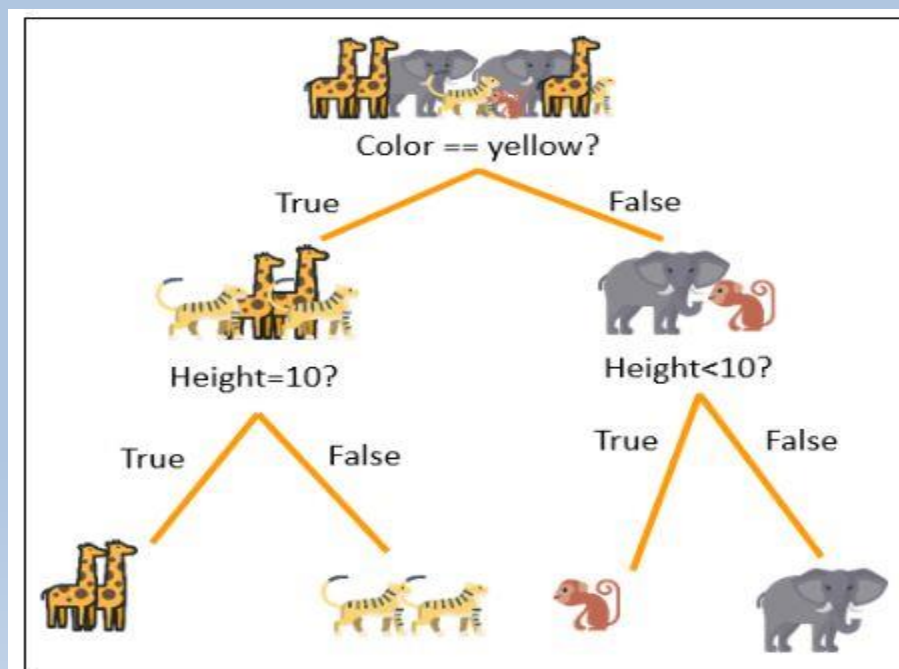 Color == yellow?
True
False
Height=10?
Height<10?
True
False
True
False